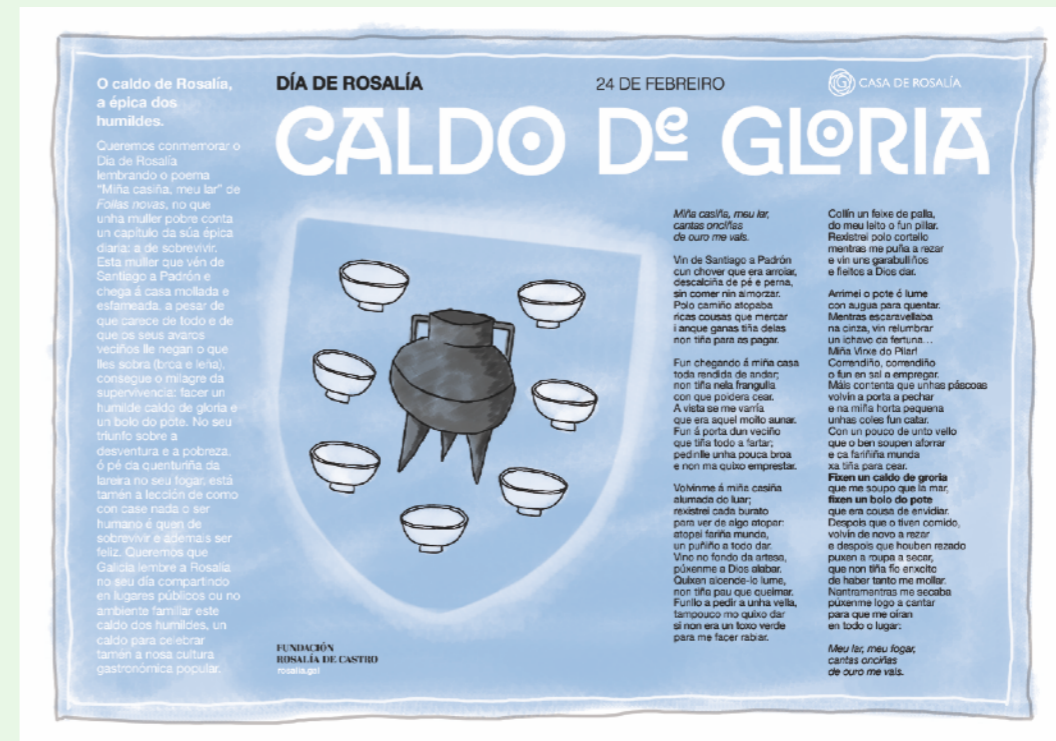 O caldo de Rosalía,
a épica dos
humildes.
Queremos conmemorar o
Día de Rosalía
lembrando o poema
"Miña casiña, meu lar" de
Follas novas, no que
unha muller pobre conta
un capítulo da súa épica
diaria: a de sobrevivir.
Esta muller que vén de
Santiago a Padrón e
chega á casa mollada e
esfameada, a pesar de
que carece de todo e de
que os seus avaros
veciños lle negan o que
lles sobra (broa e leña),
consegue o milagre da
supervivencia: facer un
humilde caldo de gloria e
un bolo do pote. No seu
triunfo sobre a
desventura e a pobreza,
ó pé da quenturiña da
lareira no seu fogar, está
tamén a lección de como
con case nada o ser
humano é quen de
sobrevivir e ademais ser
feliz. Queremos que
Galicia lembre a Rosalía
no seu día compartindo
en lugares públicos ou no
ambiente familiar este
caldo dos humildes, un
caldo para celebrar
tamén a nosa cultura
gastronómica popular.
DÍA DE ROSALÍA
24 DE FEBREIRO
CASA DE ROSALÍA
CALDO De GLORIA
Miña casiña, meu lar,
cantas onciñas
de ouro me vals.
Vin de Santiago a Padrón
cun chover que era arroiar,
descalciña de pé e perna,
sin comer nin almorzar.
Polo camiño atopaba
ricas cousas que mercar
i anque ganas tiña delas
non tiña para as pagar.
Fun chegando á miña casa
toda rendida de andar;
non tiña nela frangulla
con que poidera cear.
A vista se me varría
que era aquel moito aunar.
Fun á porta dun veciño
que tiña todo a fartar;
pedinlle unha pouca broa
e non ma quixo emprestar.
Volvinme á miña casiña
alumada do luar;
rexistrei cada burato
para ver de algo atopar:
atopei fariña munda,
un puñiño a todo dar.
Vino no fondo da artesa,
púxenme a Dios alabar.
Quixen alcende-lo lume,
non tiña pau que queimar.
Funllo a pedir a unha vella,
tampouco mo quixo dar
si non era un toxo verde
para me facer rabiar.
Collín un feixe de palla,
do meu leito o fun pillar.
Rexistrei polo cortello
mentras me puña a rezar
e vin uns garabulliños
e fieitos a Dios dar.
Arrimei o pote ó lume
con augua para quentar.
Mentras escaravellaba
na cinza, vin relumbrar
un ichavo da fertuna...
Miña Virxe do Pilar!
Correndiño, correndiño
o fun en sal a empregar.
Máis contenta que unhas páscoas
volvín a porta a pechar
e na miña horta pequena
unhas coles fun catar.
Con un pouco de unto vello
que o ben soupen aforrar
e ca fariñiña munda
xa tiña para cear.
Fixen un caldo de groria
que me soupo que la mar,
fixen un bolo do pote
que era cousa de envidiar.
Despois que o tiven comido,
volvín de novo a rezar
e despois que houben rezado
puxen a roupa a secar,
que non tiña fío enxoito
de haber tanto me mollar.
Nantramentras me secaba
púxenme logo a cantar
para que me oíran
en todo o lugar:
Meu lar, meu fogar,
cantas onciñas
de ouro me vals.
FUNDACIÓN
ROSALÍA DE CASTRO
rosalia.gal